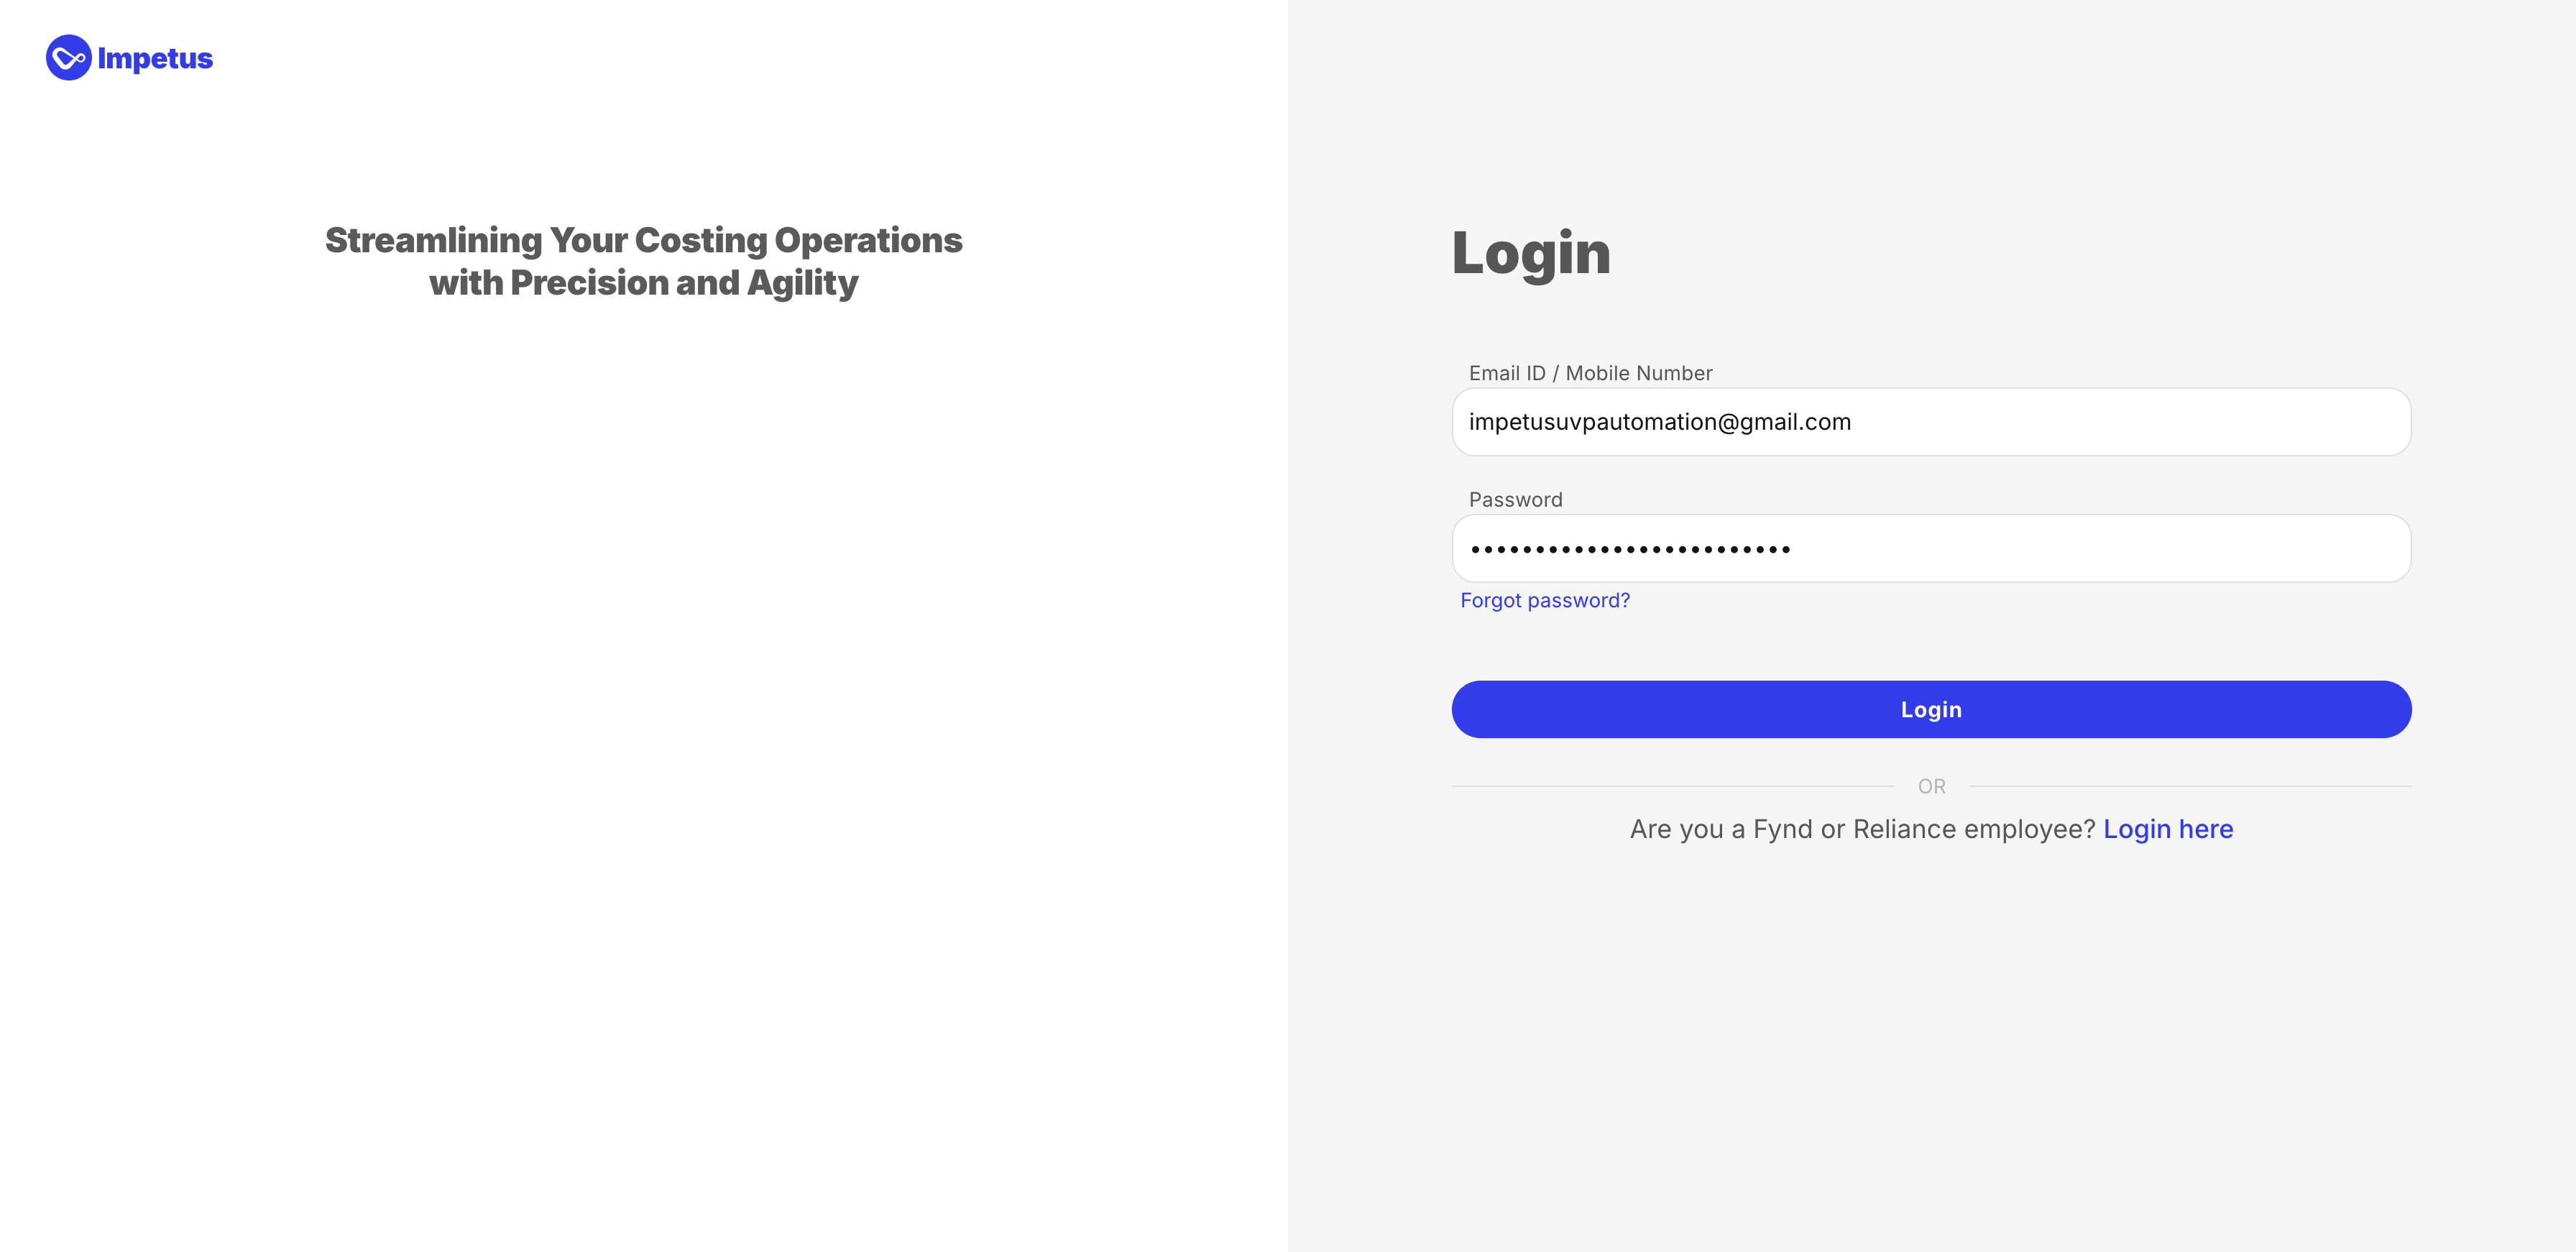 Impetus
Streamlining Your Costing Operations
with Precision and Agility
Login
Email ID / Mobile Number
impetusuvpautomation@gmail.com
Password
•••••••••••••••••••••••••
Forgot password?
Login
OR
Are you a Fynd or Reliance employee? Login here